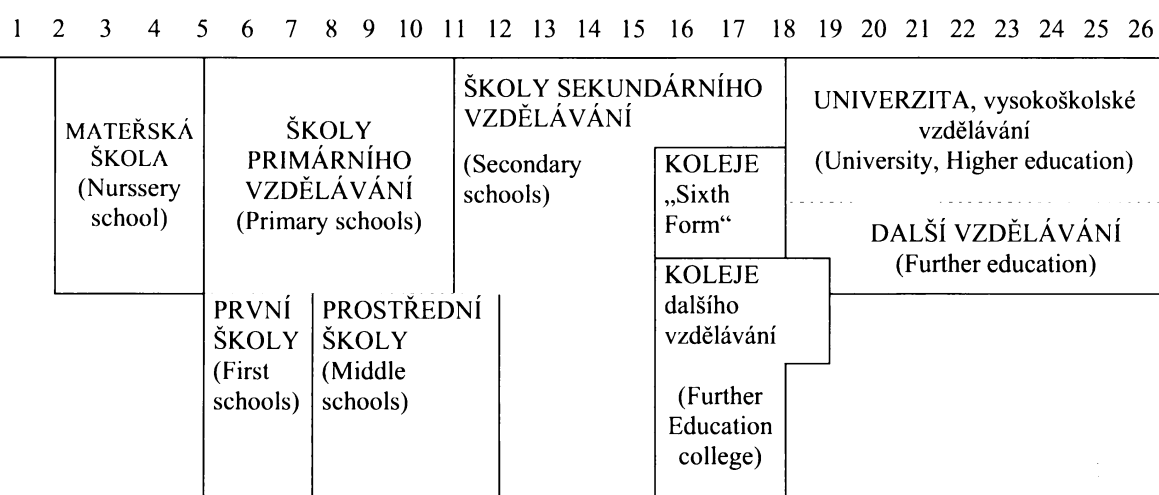 1 2 3 4 5 6 7 8 9 10 11 12 13 14 15 16 17 18 19 20 21 22 23 24 25 26
MATEŘSKÁ
ŠKOLA
(Nurssery
school)
ŠKOLY
PRIMÁRNÍHO
VZDĚLÁVÁNÍ
(Primary schools)
ŠKOLY SEKUNDÁRNÍHO
VZDĚLÁVÁNÍ
(Secondary
schools)
KOLEJE
„Sixth
Form“
UNIVERZITA, vysokoškolské
vzdělávání
(University, Higher education)
DALŠÍ VZDĚLÁVÁNÍ
(Further education)
PRVNÍ
ŠKOLY
(First
schools)
PROSTŘEDNÍ
ŠKOLY
(Middle
schools)
KOLEJE
dalšího
vzdělávání
(Further
Education
college)